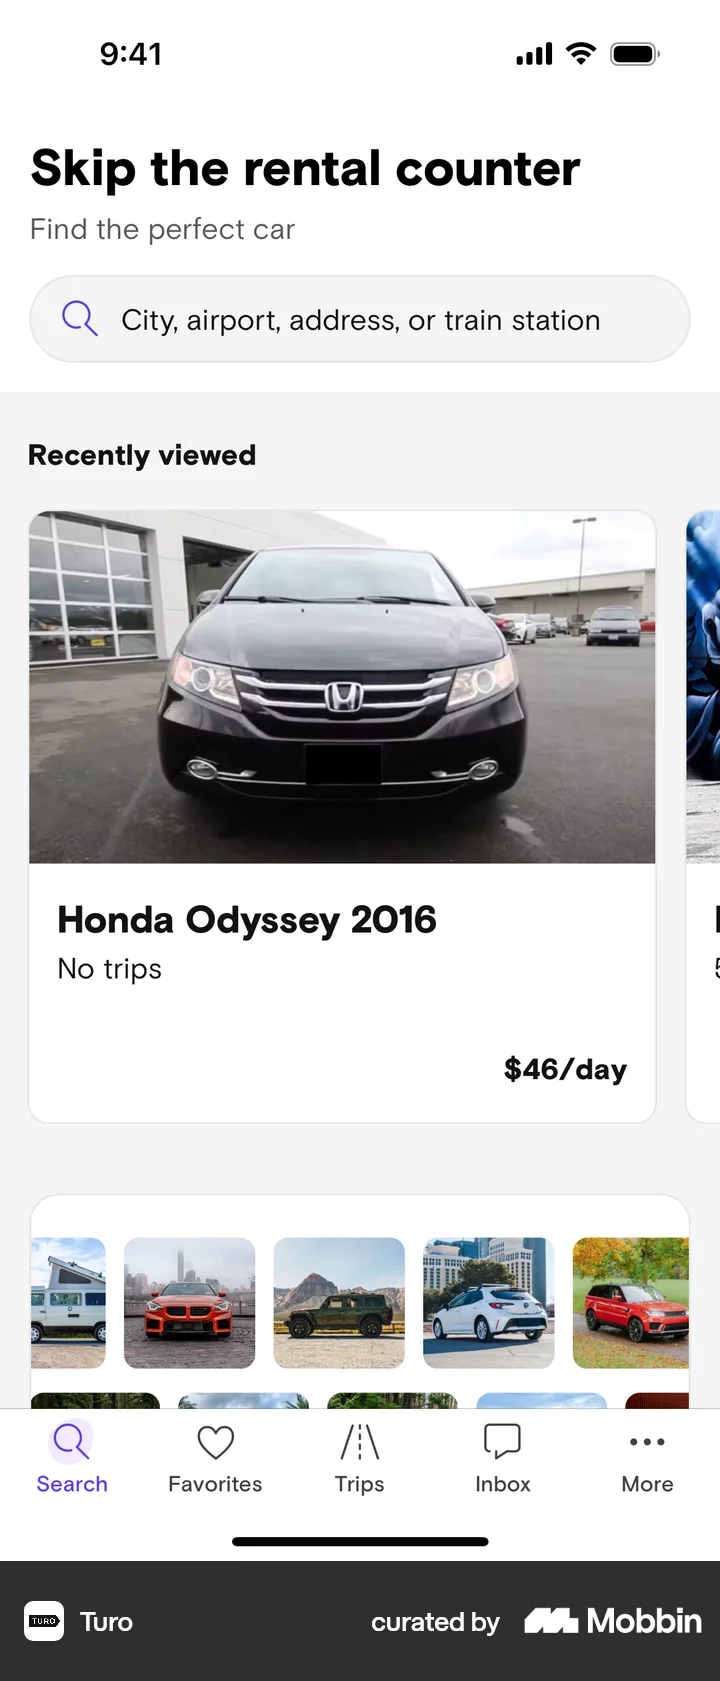 9:41
Skip the rental counter
Find the perfect car
City, airport, address, or train station
Recently viewed
Honda Odyssey 2016
No trips
$46/day
Search
Favorites
Trips
Inbox
More
TURO
Turo
curated by
Mobbin